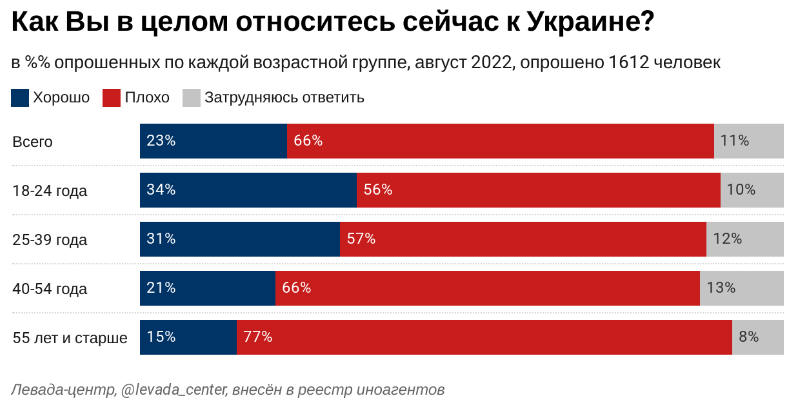 Как Вы в целом относитесь сейчас к Украине?
в %% опрошенных по каждой возрастной группе, август 2022, опрошено 1612 человек
Хорошо Плохо Затрудняюсь ответить
Всего 23% 66% 11%
18-24 года 34% 56% 10%
25-39 года 31% 57% 12%
40-54 года 21% 66% 13%
55 лет и старше 15% 77% 8%
Левада-центр, @levada_center, внесён в реестр иноагентов